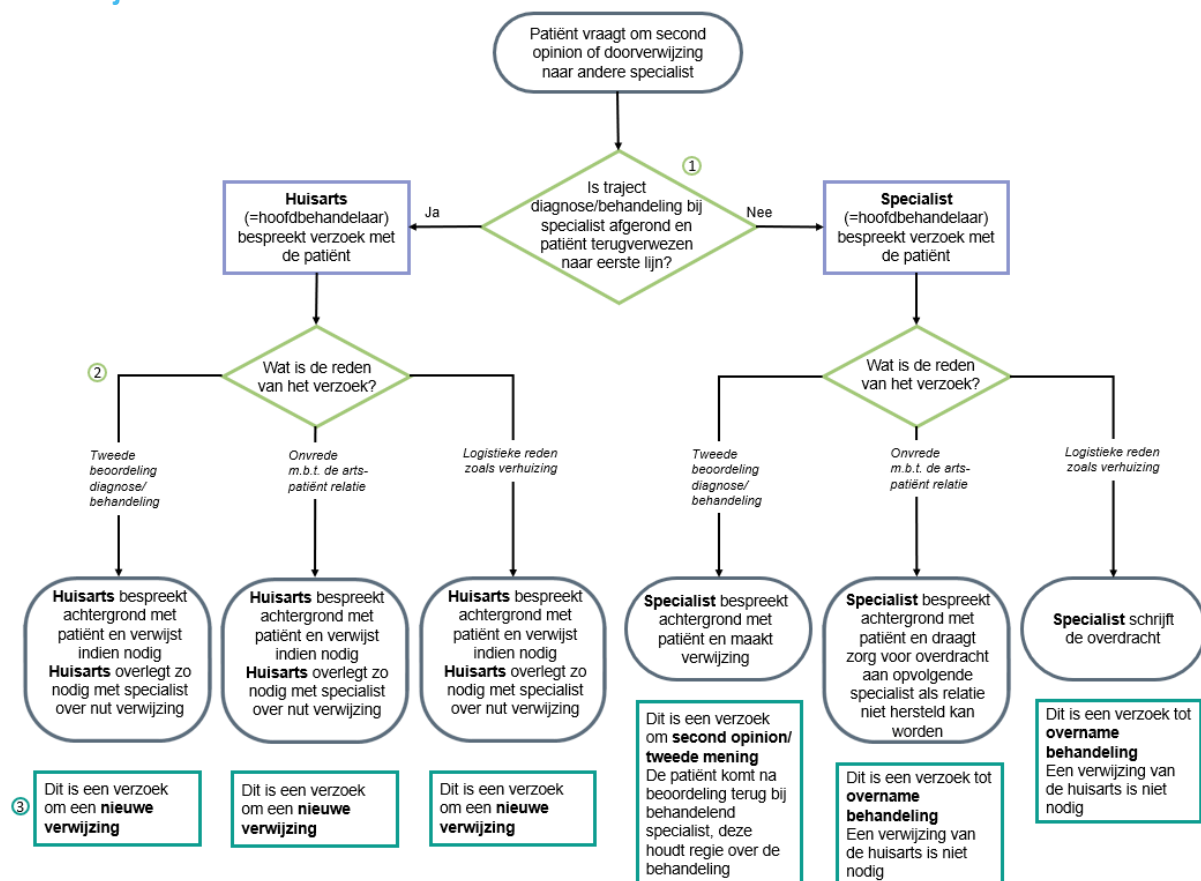 Patiënt vraagt om second
opinion of doorverwijzing
naar andere specialist
1
Is traject
diagnose/behandeling bij
specialist afgerond en
patiënt terugverwezen
naar eerste lijn?
Ja
Nee
Huisarts
(=hoofdbehandelaar)
bespreekt verzoek met
de patiënt
Specialist
(=hoofdbehandelaar)
bespreekt verzoek met
de patiënt
2
Wat is de reden
van het verzoek?
Wat is de reden
van het verzoek?
Tweede
beoordeling
diagnose/
behandeling
Onvrede
m.b.t. de arts-
patiënt relatie
Logistieke reden
zoals verhuizing
Tweede
beoordeling
diagnose/
behandeling
Onvrede
m.b.t. de arts-
patiënt relatie
Logistieke reden
zoals verhuizing
Huisarts bespreekt
achtergrond met
patiënt en verwijst
indien nodig
Huisarts overlegt zo
nodig met specialist
over nut verwijzing
Huisarts bespreekt
achtergrond met
patiënt en verwijst
indien nodig
Huisarts overlegt zo
nodig met specialist
over nut verwijzing
Huisarts bespreekt
achtergrond met
patiënt en verwijst
indien nodig
Huisarts overlegt zo
nodig met specialist
over nut verwijzing
Specialist bespreekt
achtergrond met
patiënt en maakt
verwijzing
Specialist bespreekt
achtergrond met
patiënt en draagt
zorg voor overdracht
aan opvolgende
specialist als relatie
niet hersteld kan
worden
Specialist schrijft
de overdracht
3
Dit is een verzoek
om een nieuwe
verwijzing
Dit is een verzoek
om een nieuwe
verwijzing
Dit is een verzoek
om een nieuwe
verwijzing
Dit is een verzoek
om second opinion/
tweede mening
De patiënt komt na
beoordeling terug bij
behandelend
specialist, deze
houdt regie over de
behandeling
Dit is een verzoek tot
overname
behandeling
Een verwijzing van
de huisarts is niet
nodig
Dit is een verzoek tot
overname
behandeling
Een verwijzing van
de huisarts is niet
nodig